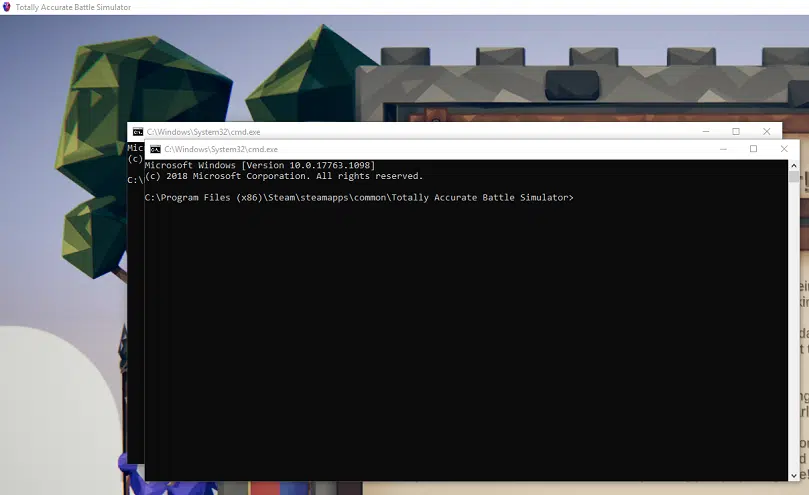 Totally Accurate Battle Simulator
C:\Windows\System32\cmd.exe
Mic
(c)
C:\
C:\Windows\System32\cmd.exe
Microsoft Windows [Version 10.0.17763.1098]
(c) 2018 Microsoft Corporation. All rights reserved.
C:\Program Files (x86)\Steam\steamapps\common\Totally Accurate Battle Simulator>